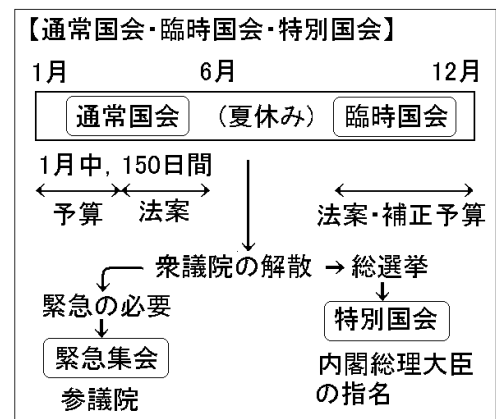 【通常国会･臨時国会･特別国会】
1月 6月 12月
通常国会 (夏休み) 臨時国会
1月中, 150日間
予算 法案 法案･補正予算
衆議院の解散 → 総選挙
緊急の必要
特別国会
緊急集会
内閣総理大臣
の指名
参議院